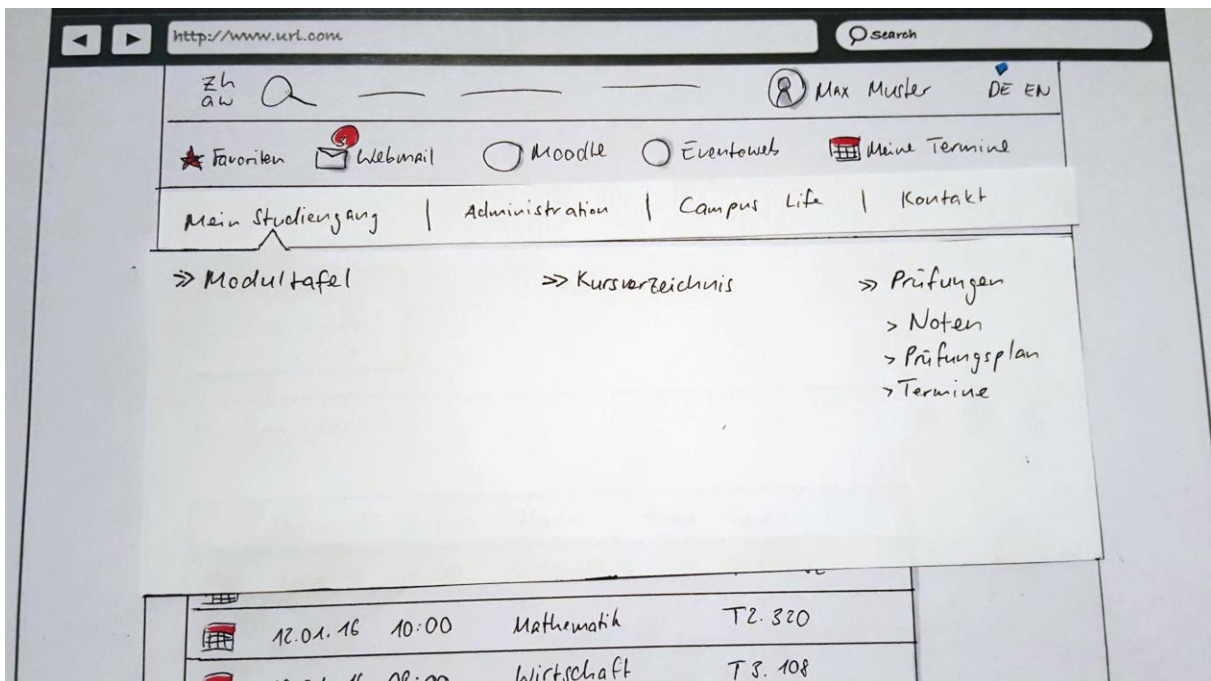 http://www.url.com
Search
zh
aw
Max Muster DE EN
Favoriten Webmail Moodle Eventoweb Meine Termine
Mein Studiengang | Administration | Campus Life | Kontakt
>> Modultafel >> Kursverzeichnis >> Prüfungen
> Noten
> Prüfungsplan
> Termine
12.01.16 10:00 Mathematik T2.320
Wirtschaft T3.108